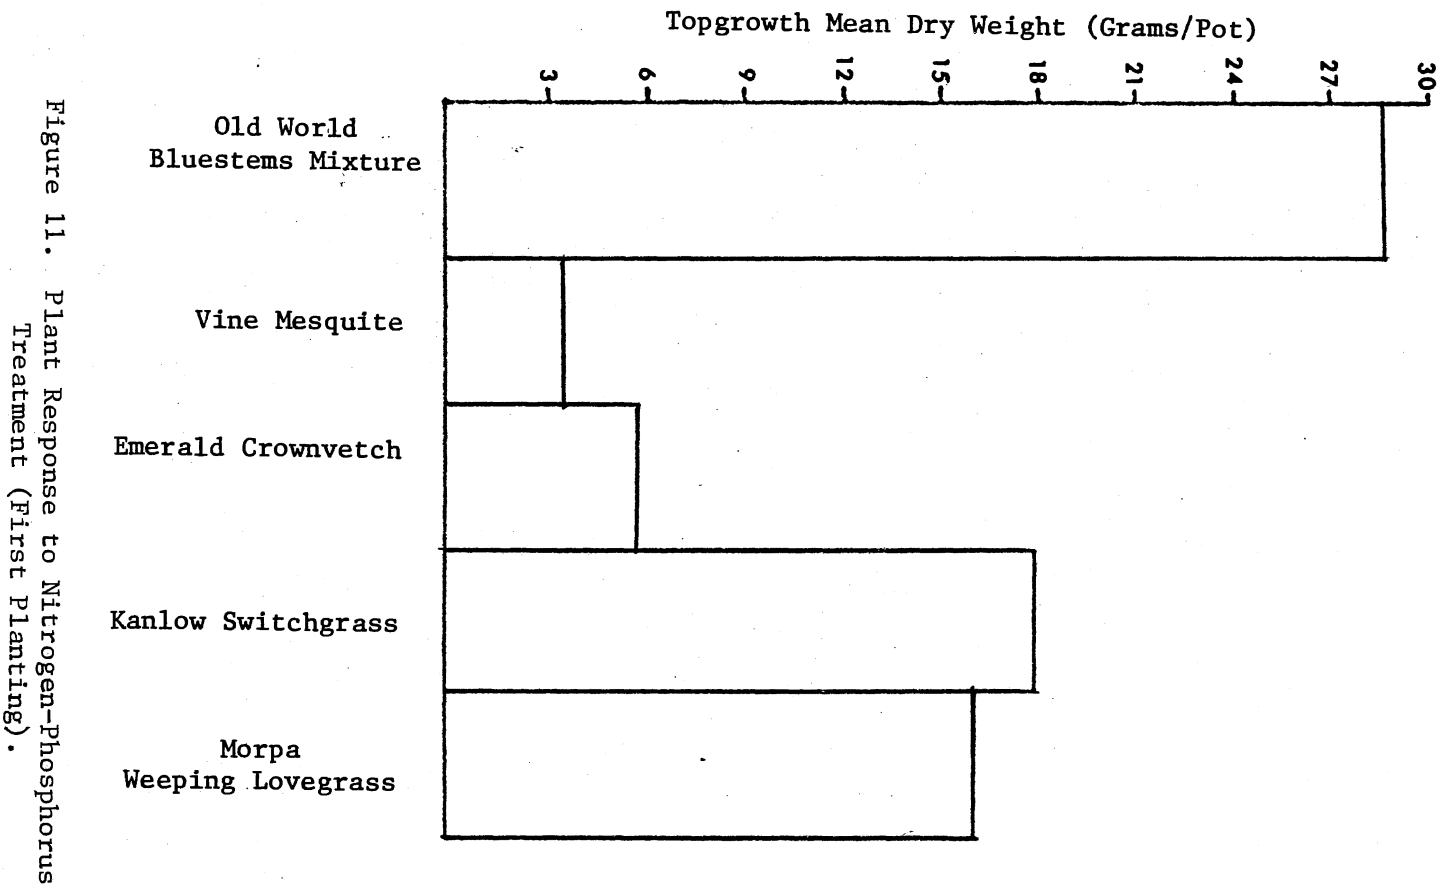 Topgrowth Mean Dry Weight (Grams/Pot)
3 6 9 12 15 18 21 24 27 30
Old World
Bluestems Mixture
Vine Mesquite
Emerald Crownvetch
Kanlow Switchgrass
Morpa
Weeping Lovegrass
Figure 11. Plant Response to Nitrogen-Phosphorus
Treatment (First Planting).